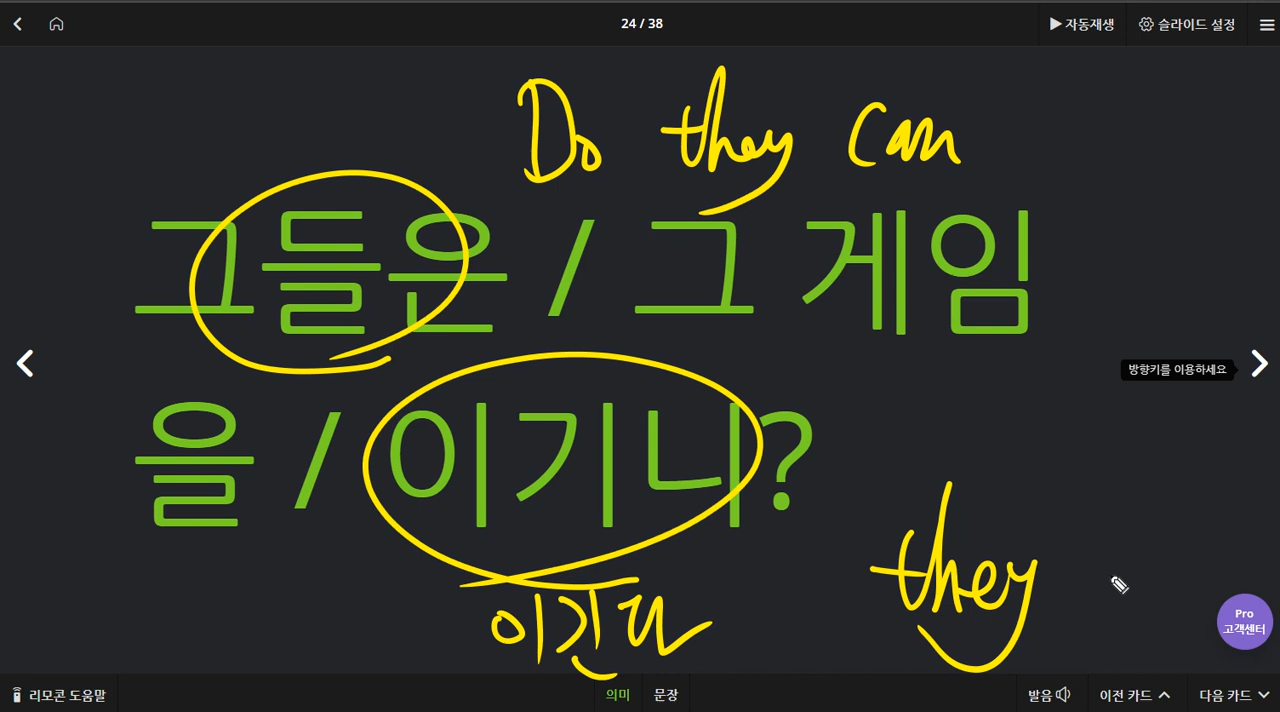 24 / 38
자동재생
슬라이드 설정
Do they can
그들은 / 그 게임
을 / 이기니?
방향키를 이용하세요
이긴다
they
Pro
고객센터
리모콘 도움말
의미
문장
발음
이전 카드
다음 카드